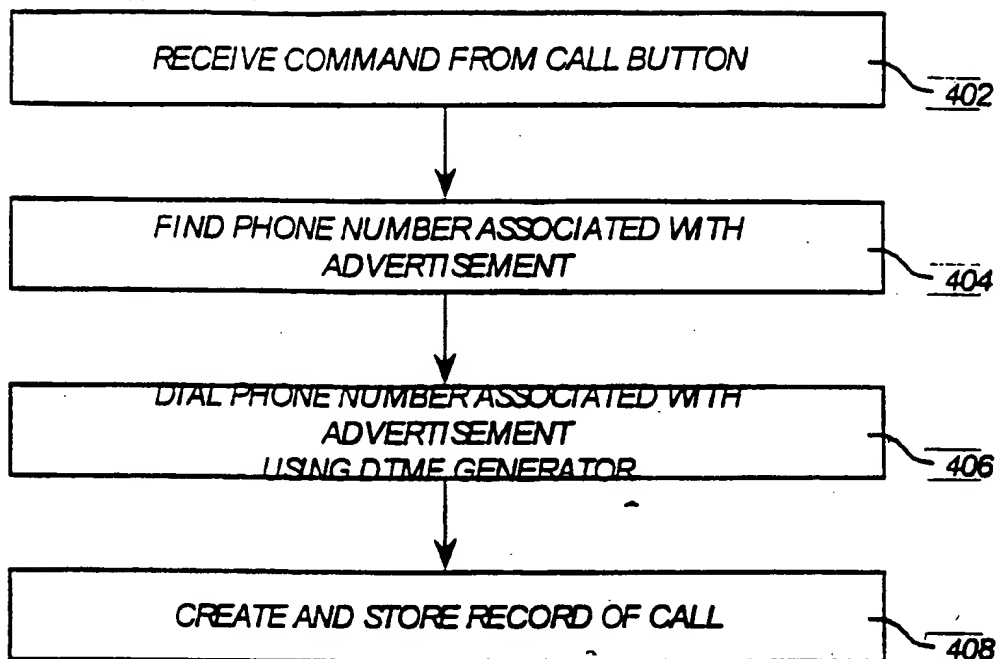 RECEIVE COMMAND FROM CALL BUTTON
402
FIND PHONE NUMBER ASSOCIATED WITH
ADVERTISEMENT
404
DIAL PHONE NUMBER ASSOCIATED WITH
ADVERTISEMENT
USING DTMF GENERATOR
406
CREATE AND STORE RECORD OF CALL
408